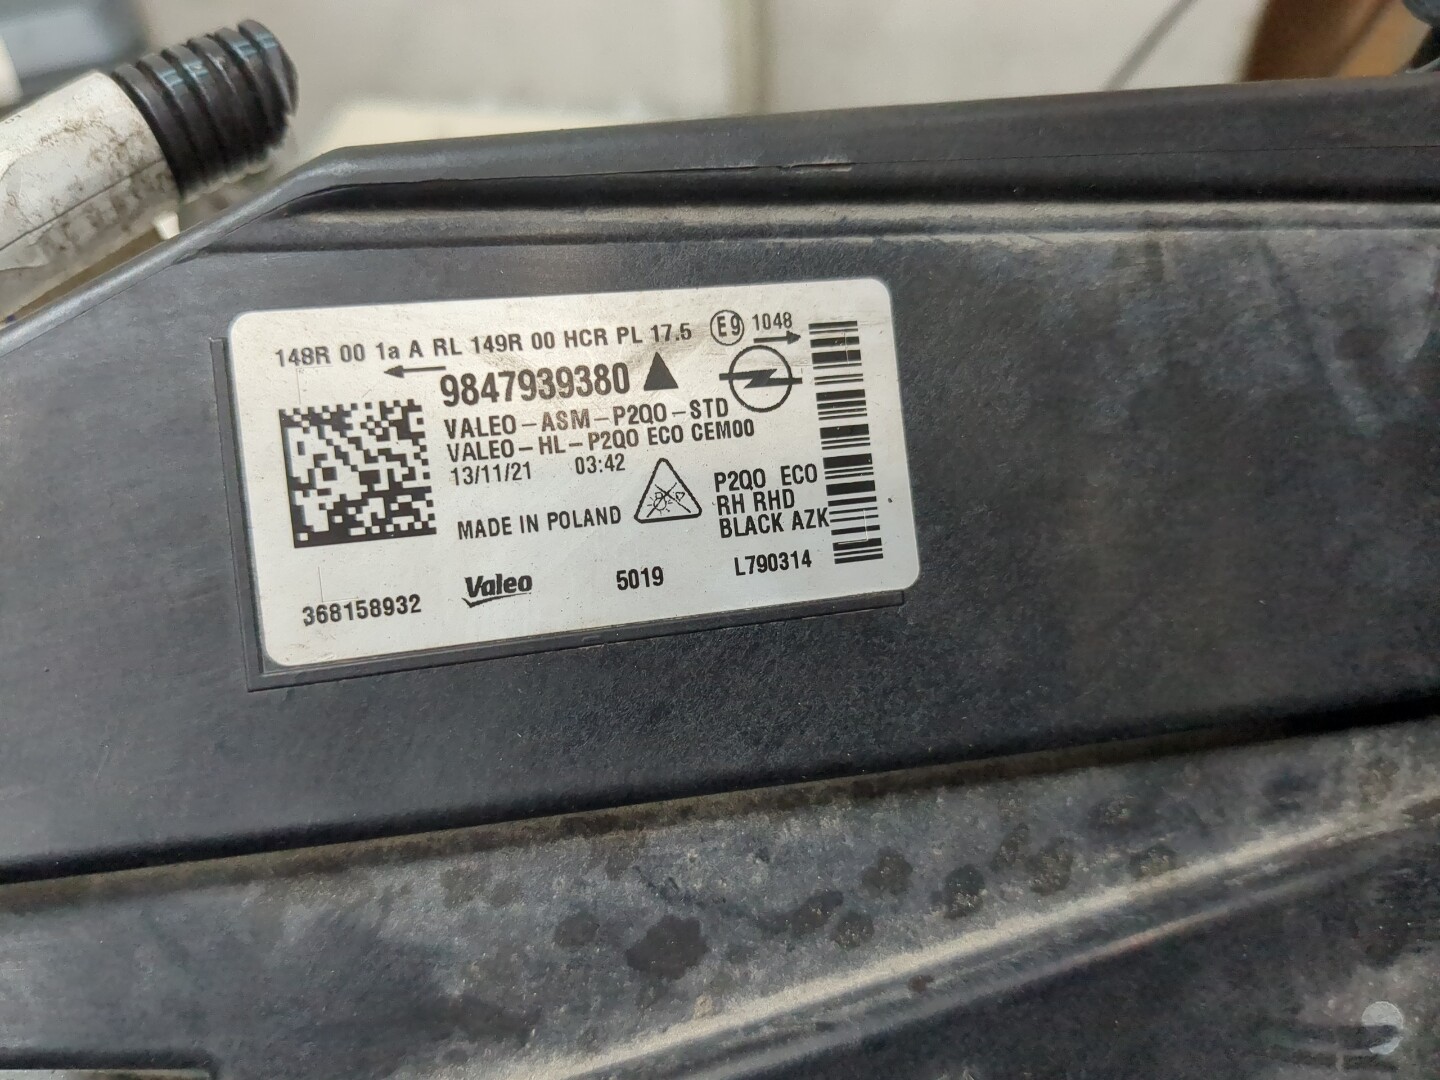 148R 00 1a A RL 149R 00 HCR PL 17.5 E9 1048
9847939380
VALEO-ASM-P2QO-STD
VALEO-HL-P2QO ECO CEM00
13/11/21 03:42
P2QO ECO
RH RHD
BLACK AZK
MADE IN POLAND
368158932 Valeo 5019 L790314